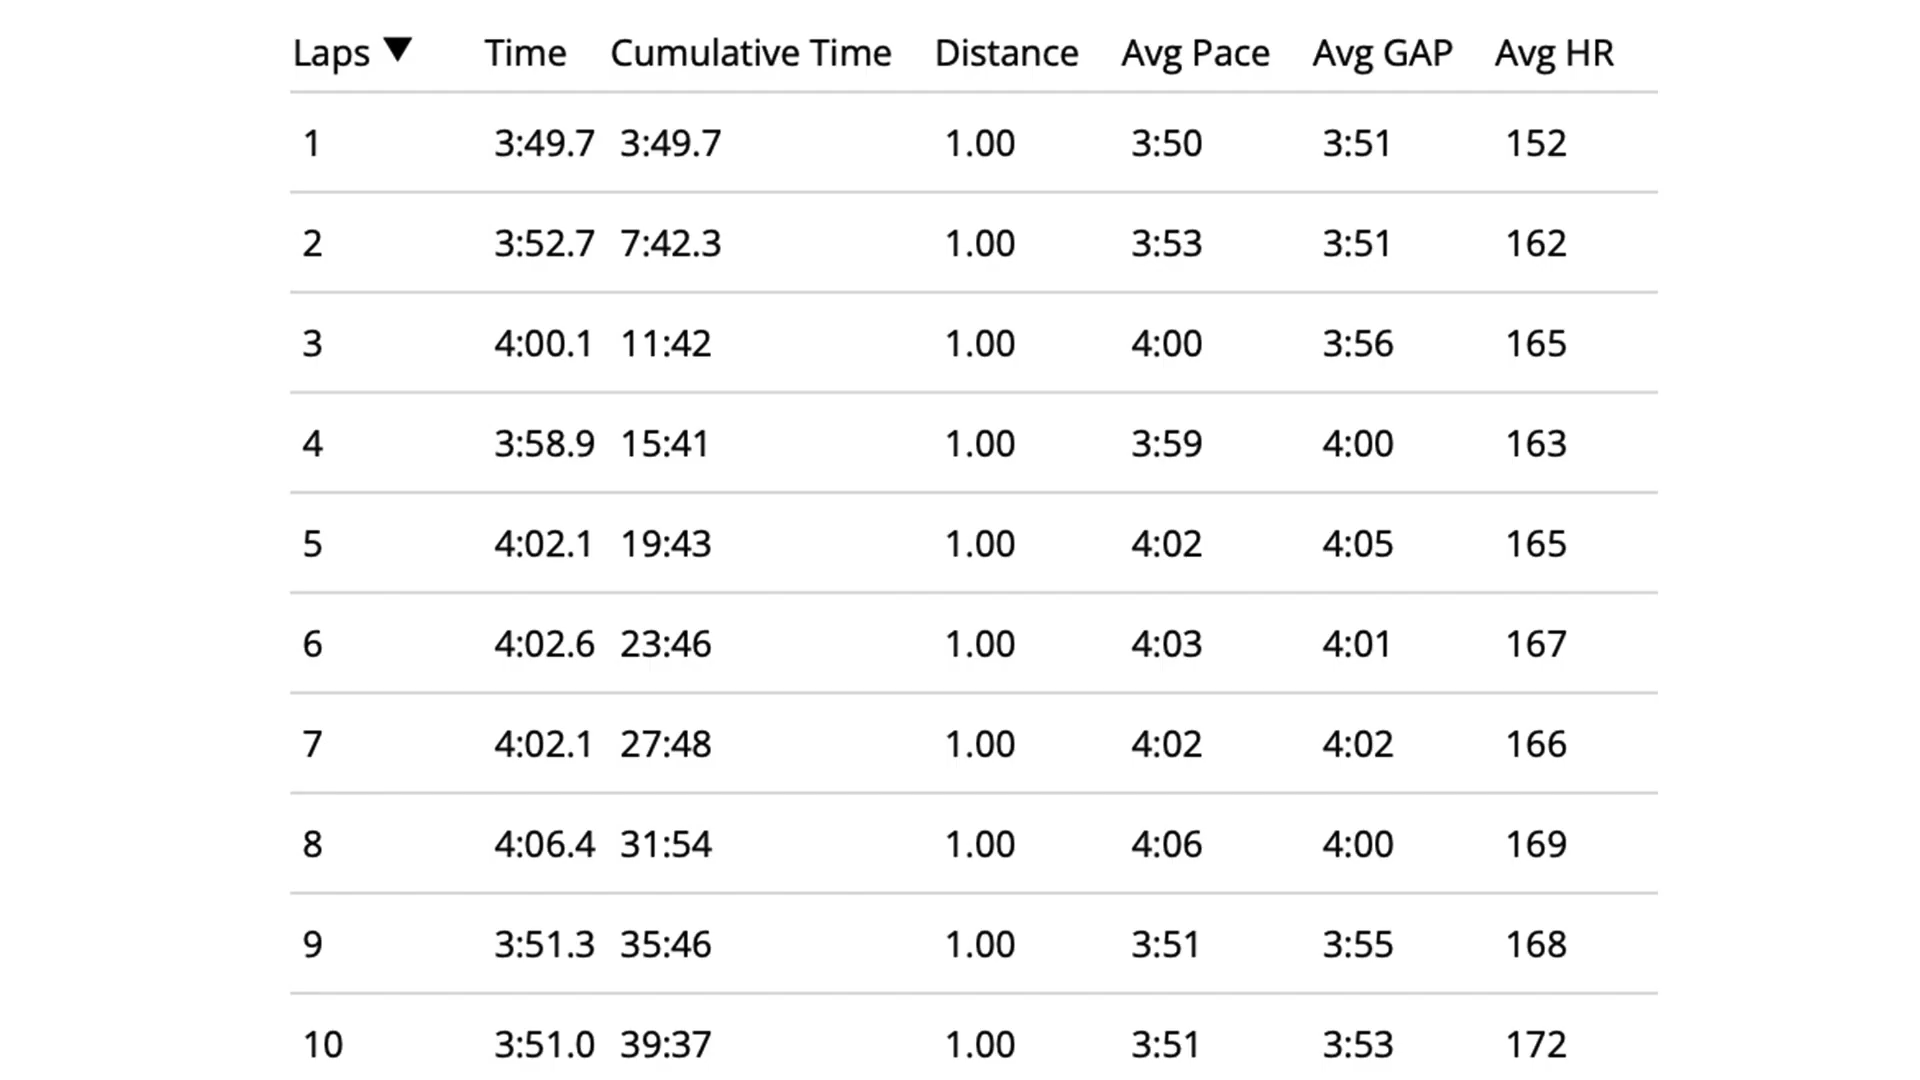 Laps ▼ Time Cumulative Time Distance Avg Pace Avg GAP Avg HR
1 3:49.7 3:49.7 1.00 3:50 3:51 152
2 3:52.7 7:42.3 1.00 3:53 3:51 162
3 4:00.1 11:42 1.00 4:00 3:56 165
4 3:58.9 15:41 1.00 3:59 4:00 163
5 4:02.1 19:43 1.00 4:02 4:05 165
6 4:02.6 23:46 1.00 4:03 4:01 167
7 4:02.1 27:48 1.00 4:02 4:02 166
8 4:06.4 31:54 1.00 4:06 4:00 169
9 3:51.3 35:46 1.00 3:51 3:55 168
10 3:51.0 39:37 1.00 3:51 3:53 172